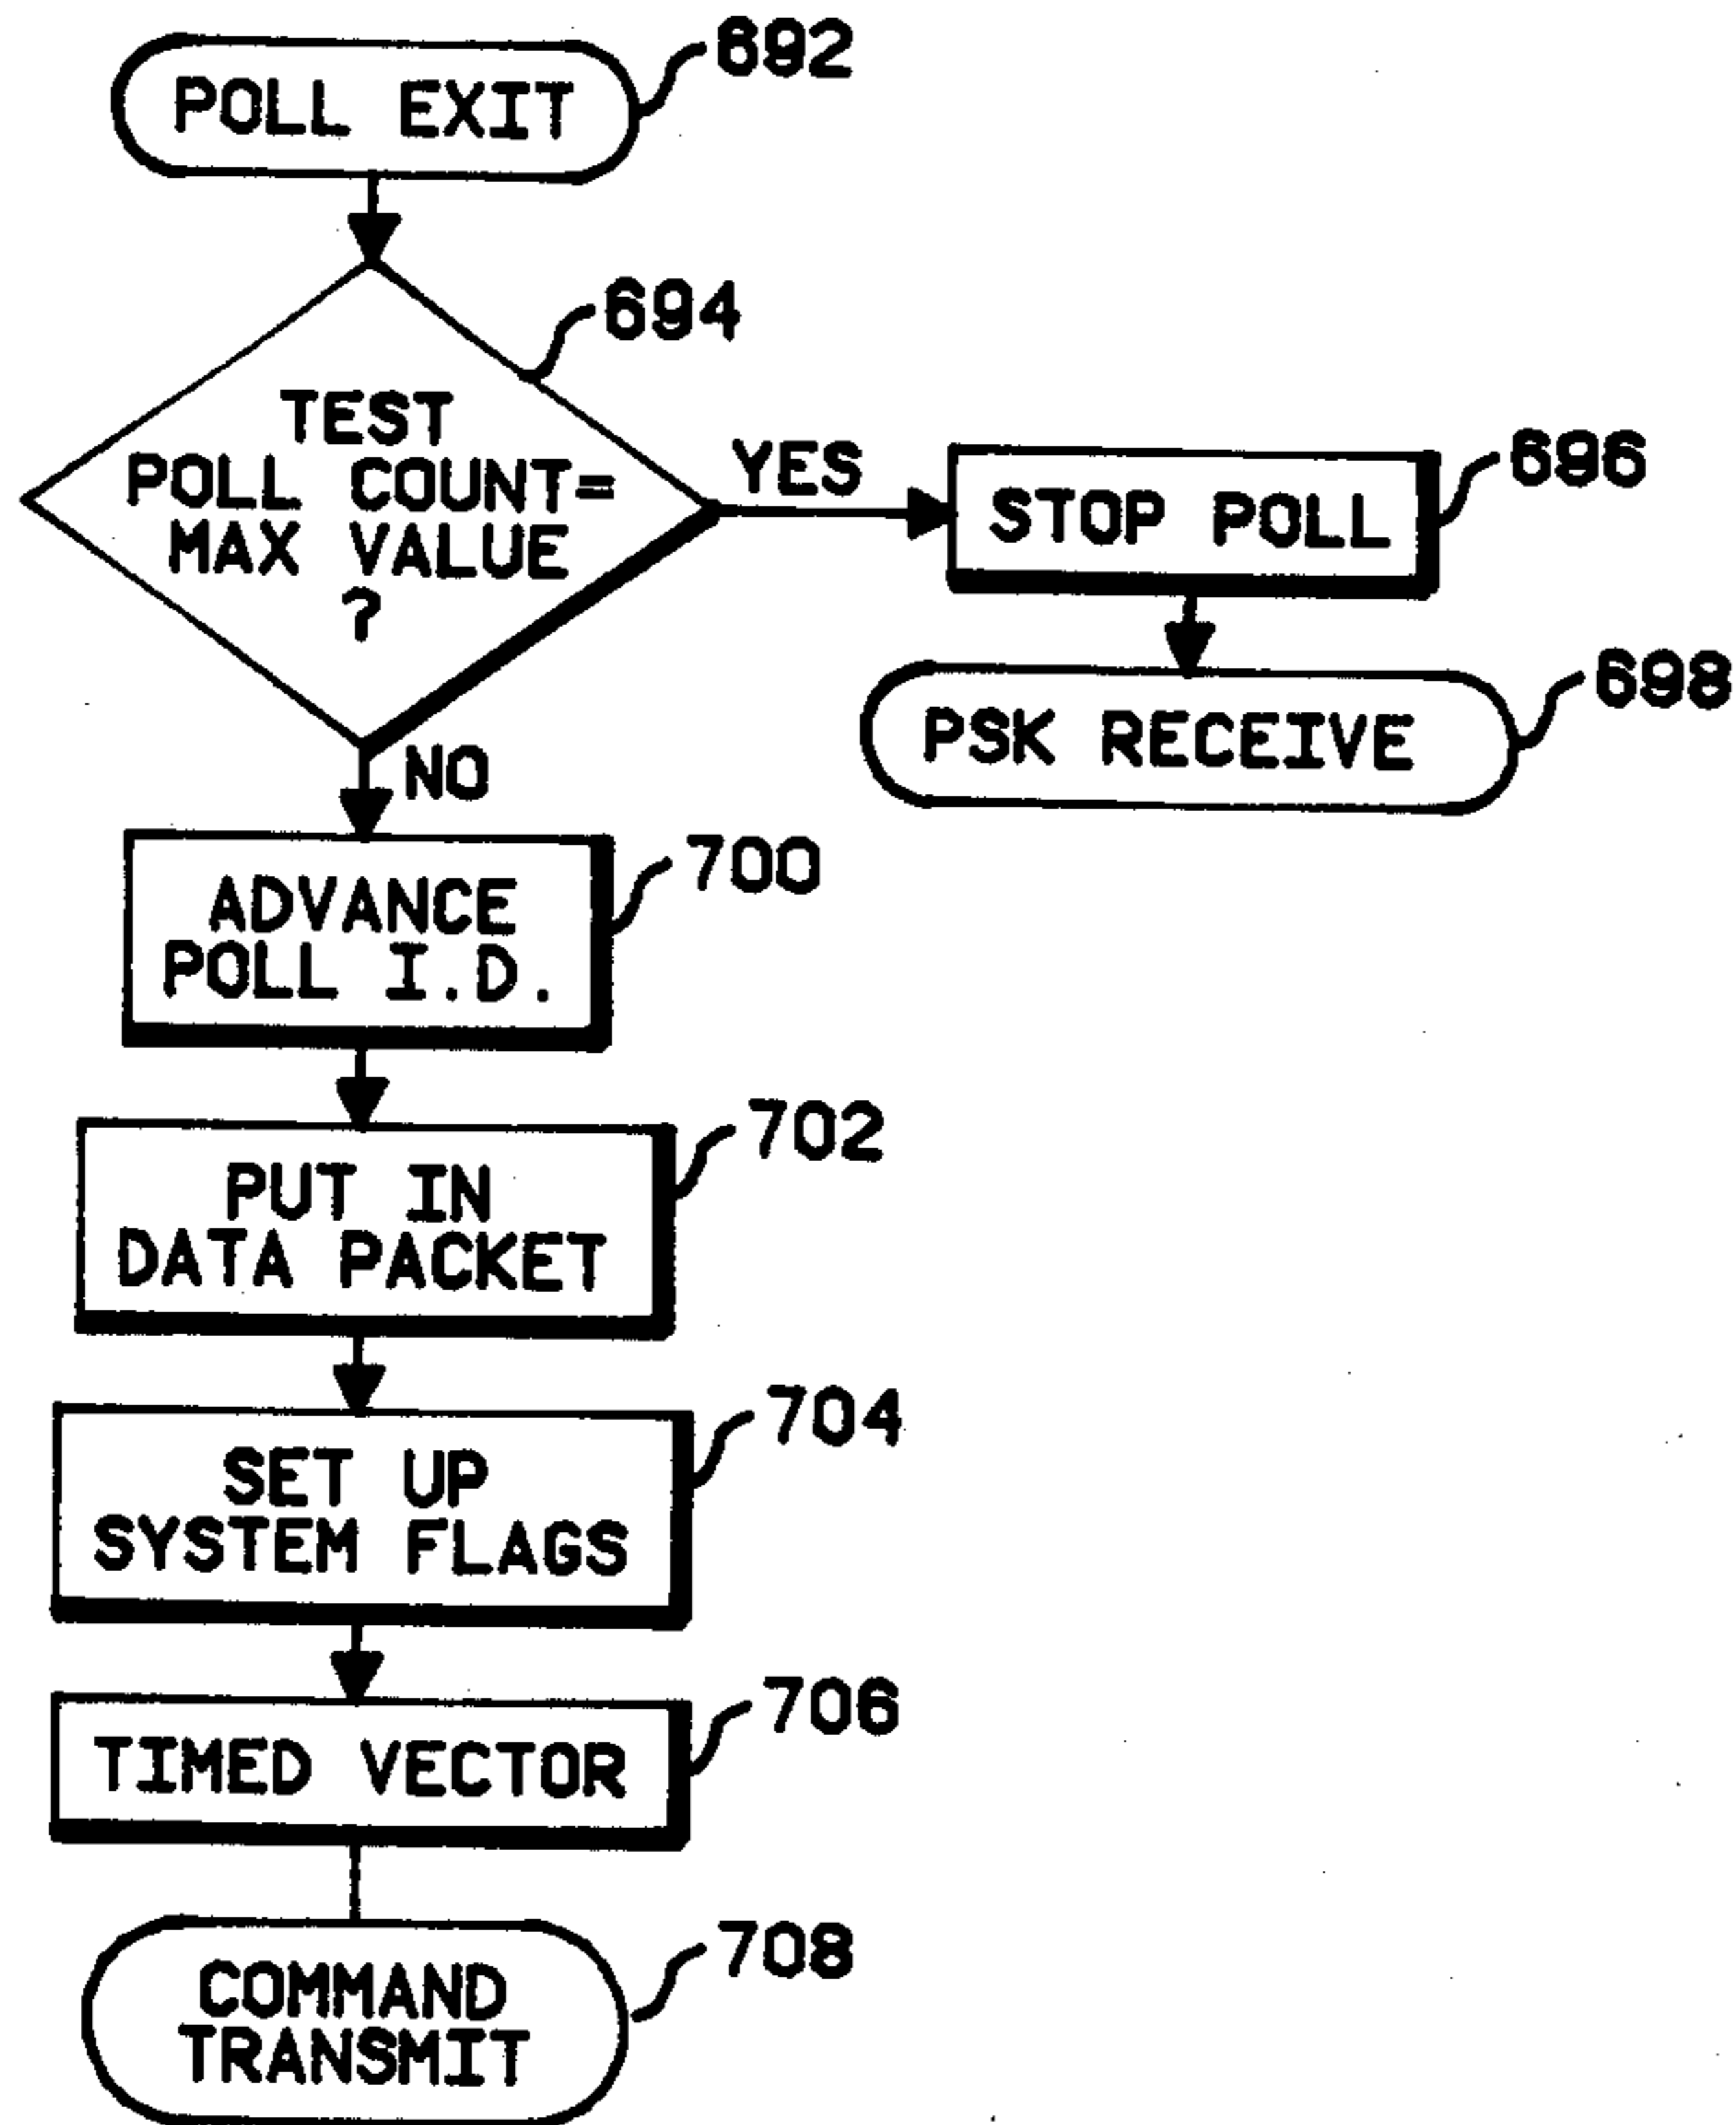 692
POLL EXIT
694
TEST
POLL COUNT=
MAX VALUE
?
YES
696
STOP POLL
698
PSK RECEIVE
NO
700
ADVANCE
POLL I.D.
702
PUT IN
DATA PACKET
704
SET UP
SYSTEM FLAGS
706
TIMED VECTOR
708
COMMAND
TRANSMIT